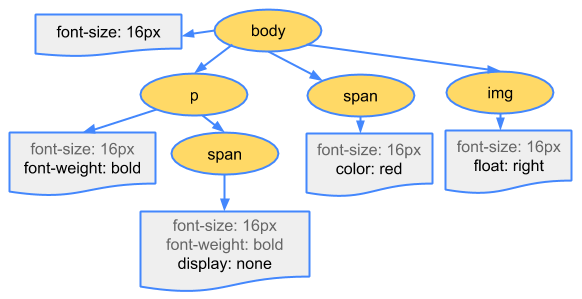 font-size: 16px
body
p
span
img
font-size: 16px
font-weight: bold
span
font-size: 16px
color: red
font-size: 16px
float: right
font-size: 16px
font-weight: bold
display: none